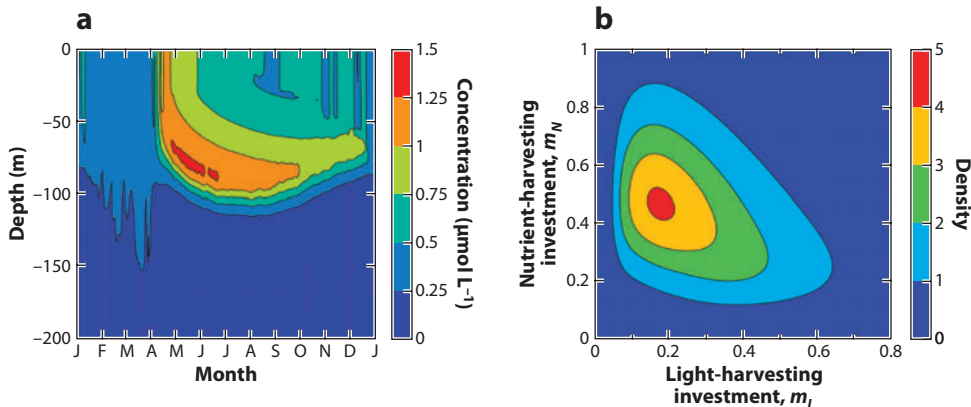 a
0
–50
–100
–150
–200
Depth (m)
J F M A M J J A S O N D J
Month
1.5
1.25
1
0.75
0.5
0.25
0
Concentration (μmol L–1)
b
1
0.8
0.6
0.4
0.2
0
Nutrient-harvesting
investment, mN
0 0.2 0.4 0.6 0.8
Light-harvesting
investment, mI
5
4
3
2
1
0
Density